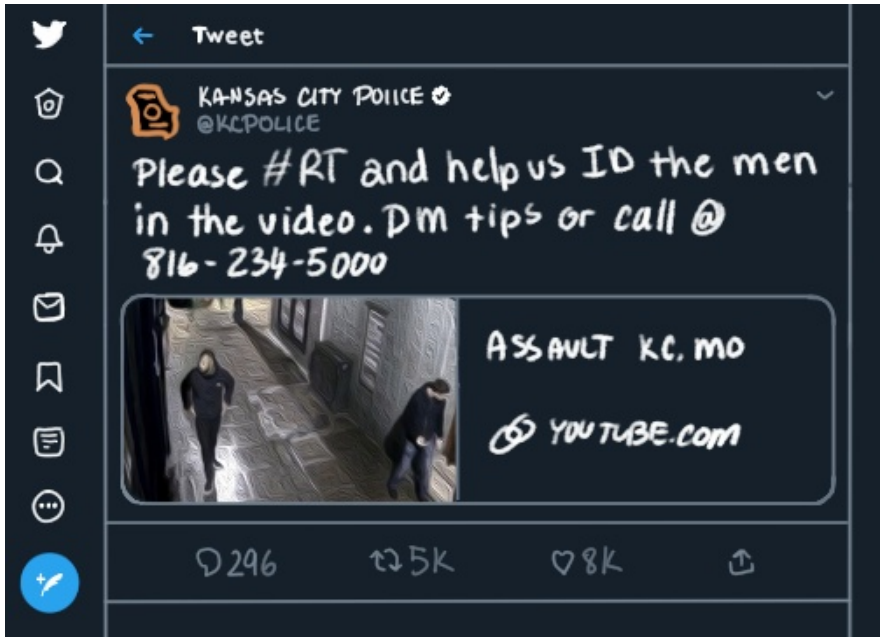 Tweet
KANSAS CITY POlICE
@KCPOLICE
Please #RT and help us ID the men
in the video. Dm tips or call @
816-234-5000
ASSAULT KC, MO
YOUTUBE.com
296 5K 8K